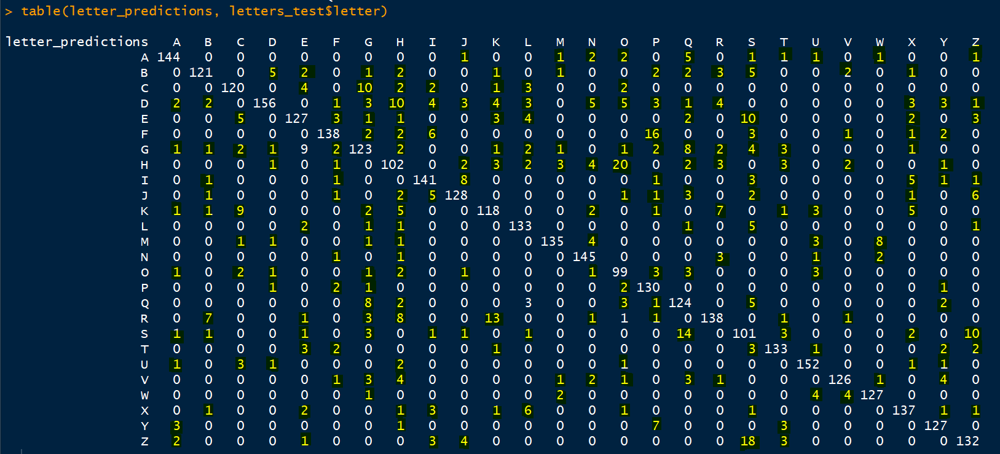 > table(letter_predictions, letters_test$letter)
letter_predictions A B C D E F G H I J K L M N O P Q R S T U V W X Y Z
A 144 0 0 0 0 0 0 0 0 1 0 0 1 2 2 0 5 0 1 1 1 0 1 0 0 1
B 0 121 0 5 2 0 1 2 0 0 1 0 1 0 0 2 2 3 5 0 0 2 0 1 0 0
C 0 0 120 0 4 0 10 2 2 0 1 3 0 0 2 0 0 0 0 0 0 0 0 0 0 0
D 2 2 0 156 0 1 3 10 4 3 4 3 0 5 5 3 1 4 0 0 0 0 0 3 3 1
E 0 0 5 0 127 3 1 1 0 0 3 4 0 0 0 0 2 0 10 0 0 0 0 2 0 3
F 0 0 0 0 0 138 2 2 6 0 0 0 0 0 0 16 0 0 3 0 0 1 0 1 2 0
G 1 1 2 1 9 2 123 2 0 0 1 2 1 0 1 2 8 2 4 3 0 0 0 1 0 0
H 0 0 0 1 0 1 0 102 0 2 3 2 3 4 20 0 2 3 0 3 0 2 0 0 1 0
I 0 1 0 0 0 1 0 0 141 8 0 0 0 0 0 1 0 0 3 0 0 0 0 5 1 1
J 0 1 0 0 0 1 0 2 5 128 0 0 0 0 1 1 3 0 2 0 0 0 0 1 0 6
K 1 1 9 0 0 0 2 5 0 0 118 0 0 2 0 1 0 7 0 1 3 0 0 5 0 0
L 0 0 0 0 2 0 1 1 0 0 0 133 0 0 0 0 1 0 5 0 0 0 0 0 0 1
M 0 0 1 1 0 0 1 1 0 0 0 0 135 4 0 0 0 0 0 0 3 0 8 0 0 0
N 0 0 0 0 0 1 0 1 0 0 0 0 0 145 0 0 0 3 0 0 1 0 2 0 0 0
O 1 0 2 1 0 0 1 2 0 1 0 0 0 1 99 3 3 0 0 0 3 0 0 0 0 0
P 0 0 0 1 0 2 1 0 0 0 0 0 0 0 2 130 0 0 0 0 0 0 0 0 1 0
Q 0 0 0 0 0 0 8 2 0 0 0 3 0 0 3 1 124 0 5 0 0 0 0 0 2 0
R 0 7 0 0 1 0 3 8 0 0 13 0 0 1 1 1 0 138 0 1 0 1 0 0 0 0
S 1 1 0 0 1 0 3 0 1 1 0 1 0 0 0 0 14 0 101 3 0 0 0 2 0 10
T 0 0 0 0 3 2 0 0 0 0 1 0 0 0 0 0 0 0 3 133 1 0 0 0 2 2
U 1 0 3 1 0 0 0 2 0 0 0 0 0 0 1 0 0 0 0 0 152 0 0 1 1 0
V 0 0 0 0 0 1 3 4 0 0 0 0 1 2 1 0 3 1 0 0 0 126 1 0 4 0
W 0 0 0 0 0 0 1 0 0 0 0 0 2 0 0 0 0 0 0 0 4 4 127 0 0 0
X 0 1 0 0 2 0 0 1 3 0 1 6 0 0 1 0 0 0 1 0 0 0 0 137 1 1
Y 3 0 0 0 0 0 0 1 0 0 0 0 0 0 0 7 0 0 0 3 0 0 0 0 127 0
Z 2 0 0 0 1 0 0 0 3 4 0 0 0 0 0 0 0 0 18 3 0 0 0 0 0 132